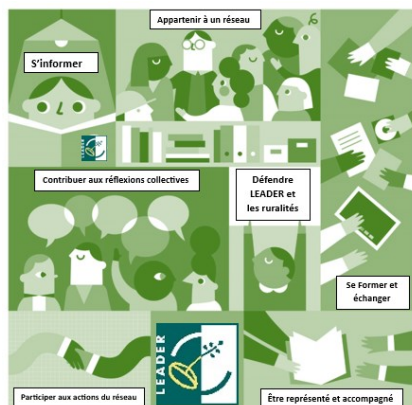 Appartenir à un réseau
S'informer
Contribuer aux réflexions collectives
Défendre
LEADER et
les ruralités
Se Former et
échanger
LEADER
Participer aux actions du réseau
Être représenté et accompagné